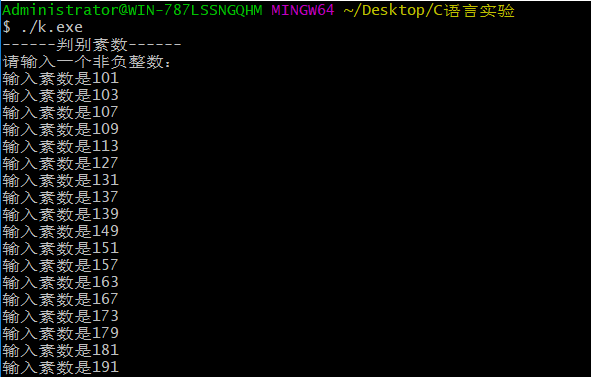 Administrator@WIN-787LSSNGQHM MINGW64 ~/Desktop/C语言实验
$ ./k.exe
------判别素数------
请输入一个非负整数:
输入素数是101
输入素数是103
输入素数是107
输入素数是109
输入素数是113
输入素数是127
输入素数是131
输入素数是137
输入素数是139
输入素数是149
输入素数是151
输入素数是157
输入素数是163
输入素数是167
输入素数是173
输入素数是179
输入素数是181
输入素数是191